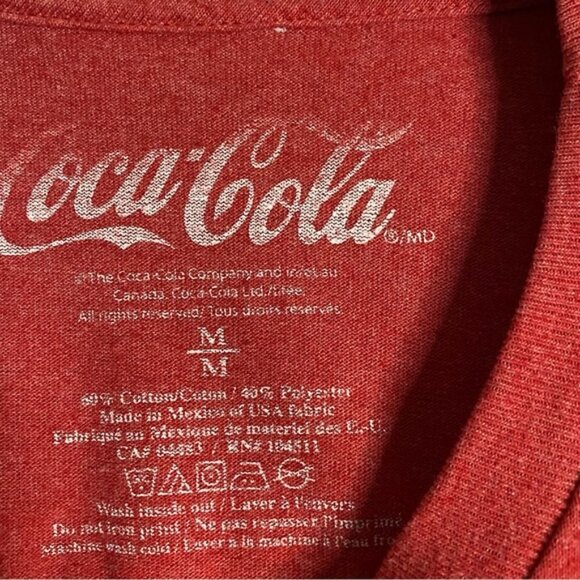 Coca-Cola ®/MD
© The Coca-Cola Company and in/et au
Canada, Coca-Cola Ltd./Ltée.
All rights reserved/Tous droits réservés
M
M
60% Cotton/Coton / 40% Polyester
Made in Mexico of USA fabric
Fabriqué au Mexique de materiel des E.-U.
CA# 04483 / RN# 104511
Wash inside out / Laver à l'envers
Do not iron print / Ne pas repasser l'imprimé
Machine wash cold / Laver à la machine à l'eau fro